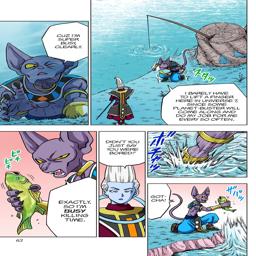 CUZ I'M
SUPER
BUSY,
CLEARLY!
I BARELY HAVE
TO LIFT A FINGER
HERE IN UNIVERSE 7
SINCE SOME
PLANET-BUSTER WILL
COME ALONG AND
DO MY JOB FOR ME
EVERY SO OFTEN.
GOT-
CHA!
DIDN'T YOU
JUST SAY
YOU WERE
BORED?
EXACTLY,
SO I'M
BUSY
KILLING
TIME.
63